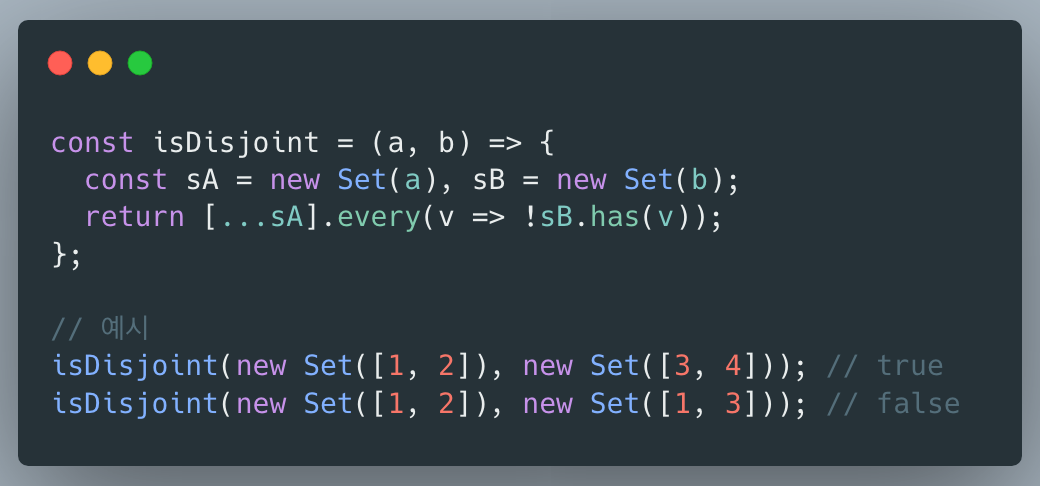 const isDisjoint = (a, b) => {
  const sA = new Set(a), sB = new Set(b);
  return [...sA].every(v => !sB.has(v));
};
// 예시
isDisjoint(new Set([1, 2]), new Set([3, 4])); // true
isDisjoint(new Set([1, 2]), new Set([1, 3])); // false